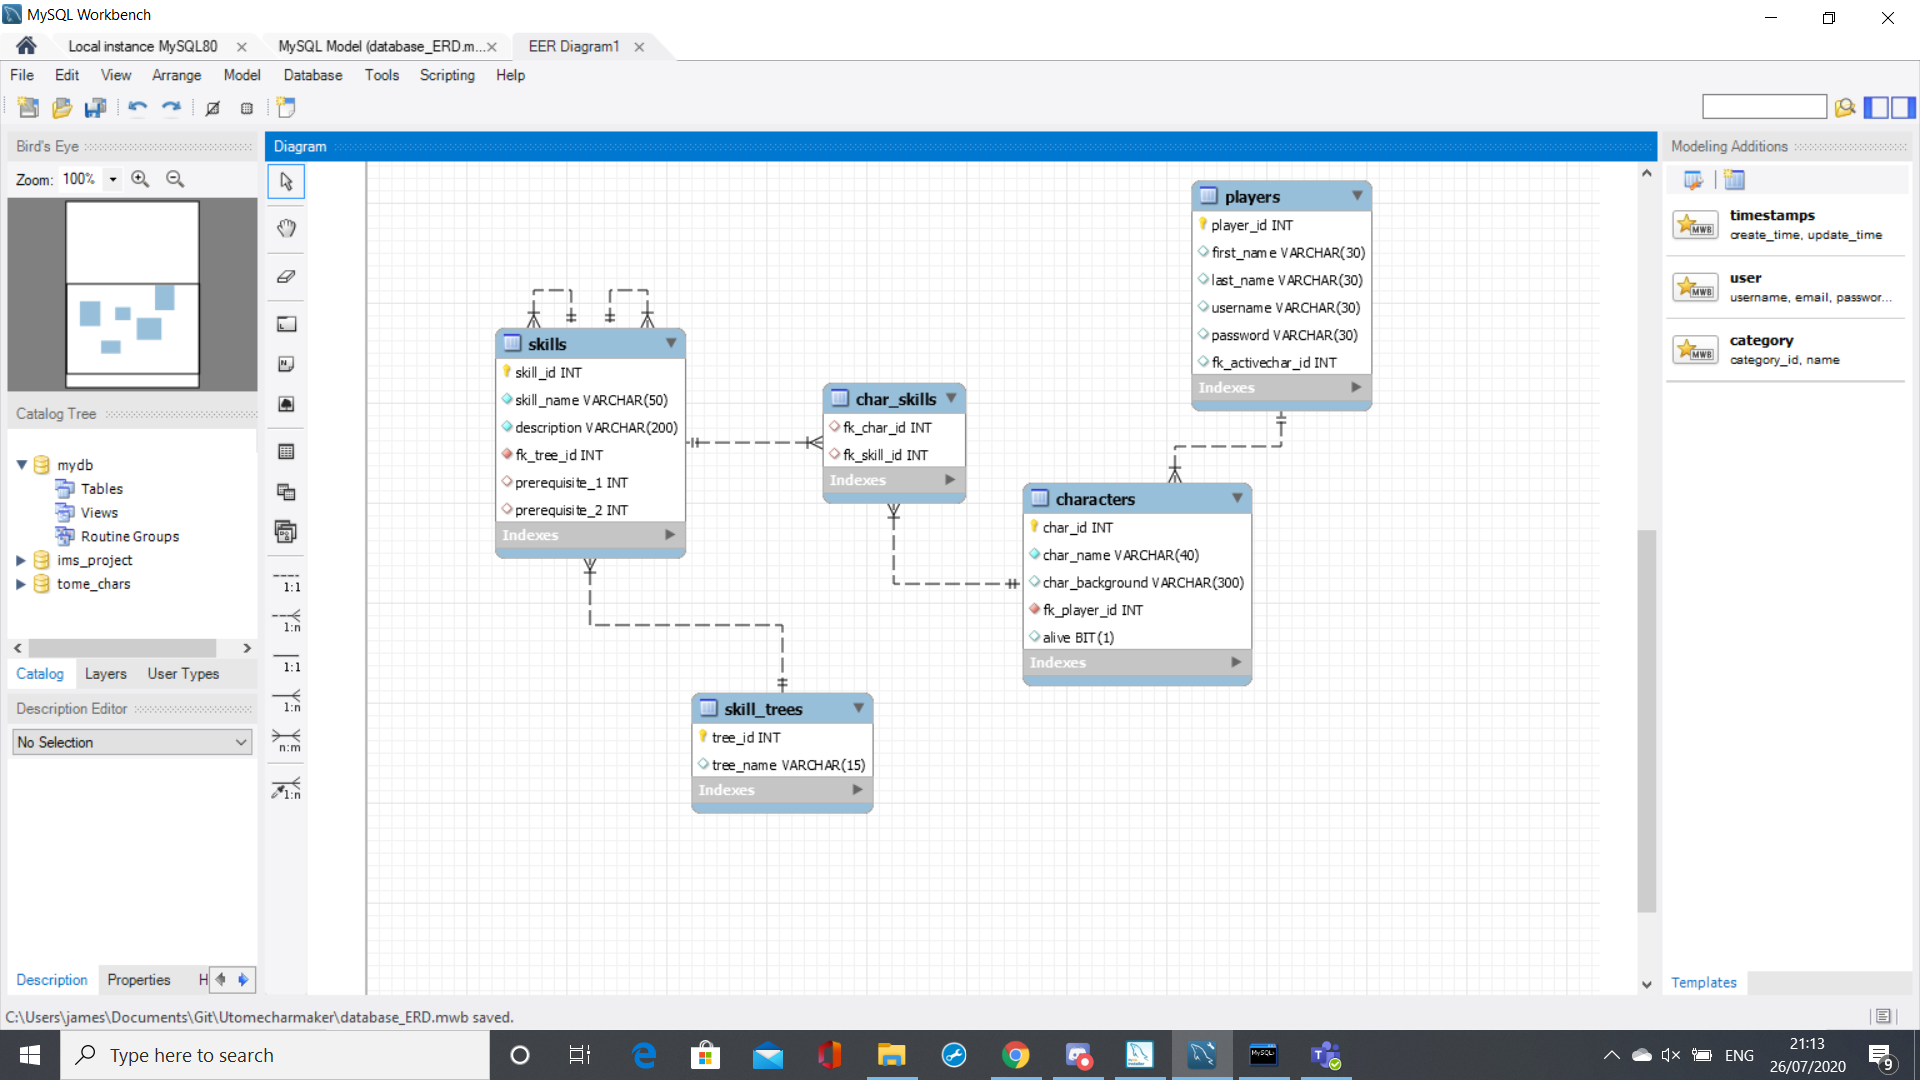 MySQL Workbench
Local instance MySQL80
MySQL Model (database_ERD.m...
EER Diagram1
File Edit View Arrange Model Database Tools Scripting Help
Bird's Eye
Zoom: 100%
Diagram
Modeling Additions
timestamps
create_time, update_time
user
username, email, passwor...
category
category_id, name
players
player_id INT
first_name VARCHAR(30)
last_name VARCHAR(30)
username VARCHAR(30)
password VARCHAR(30)
fk_activechar_id INT
Indexes
skills
skill_id INT
skill_name VARCHAR(50)
description VARCHAR(200)
fk_tree_id INT
prerequisite_1 INT
prerequisite_2 INT
Indexes
char_skills
fk_char_id INT
fk_skill_id INT
Indexes
characters
char_id INT
char_name VARCHAR(40)
char_background VARCHAR(300)
fk_player_id INT
alive BIT(1)
Indexes
skill_trees
tree_id INT
tree_name VARCHAR(15)
Indexes
Catalog Tree
mydb
Tables
Views
Routine Groups
ims_project
tome_chars
Catalog Layers User Types
Description Editor
No Selection
1:1
1:n
1:1
1:n
n:m
1:n
Description Properties H
Templates
C:\Users\james\Documents\Git\Utomecharmaker\database_ERD.mwb saved.
Type here to search
ENG
21:13
26/07/2020
9